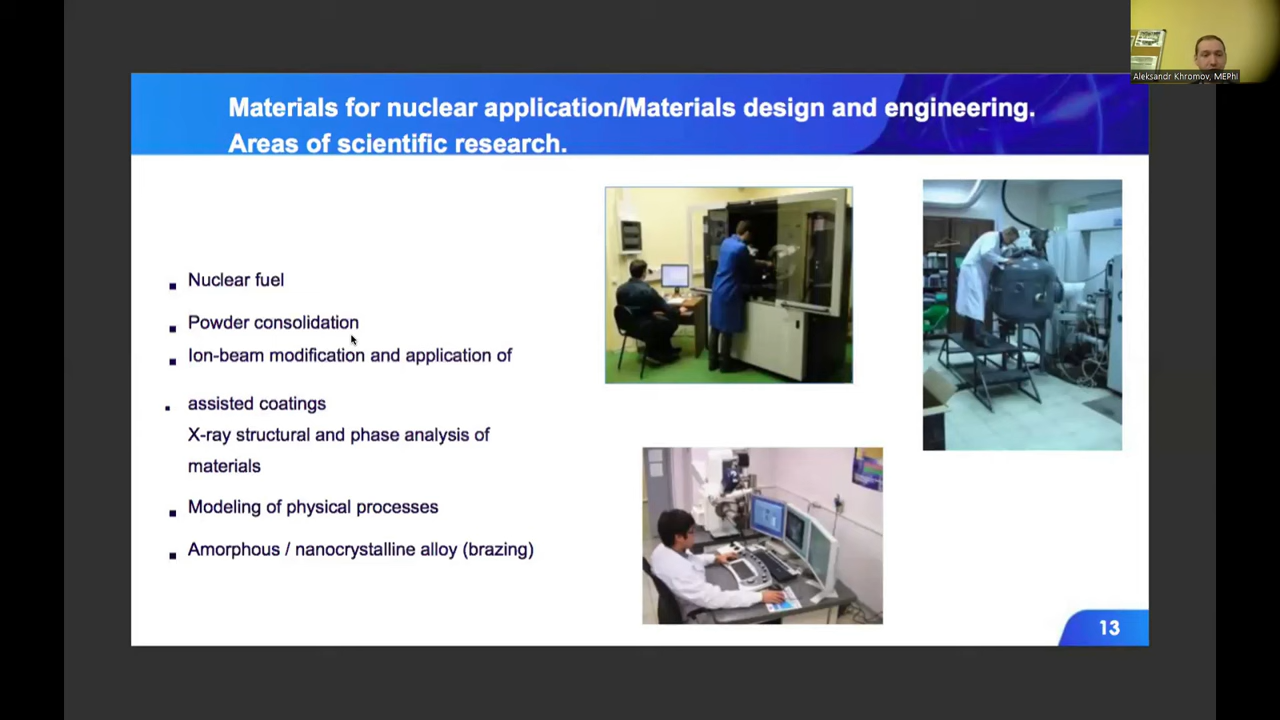 Aleksandr Khromov, MEPhI
Materials for nuclear application/Materials design and engineering.
Areas of scientific research.
Nuclear fuel
Powder consolidation
Ion-beam modification and application of
assisted coatings
X-ray structural and phase analysis of
materials
Modeling of physical processes
Amorphous / nanocrystalline alloy (brazing)
13